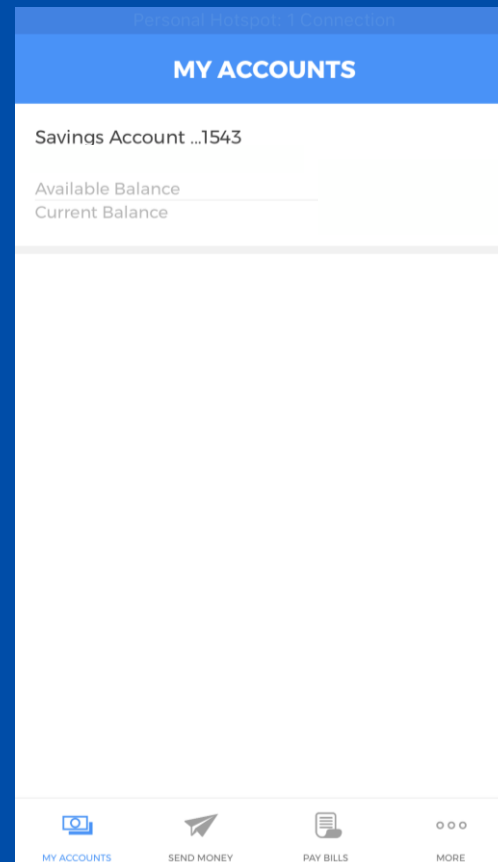 Personal Hotspot: 1 Connection
MY ACCOUNTS
Savings Account ...1543
Available Balance
Current Balance
MY ACCOUNTS
SEND MONEY
PAY BILLS
MORE